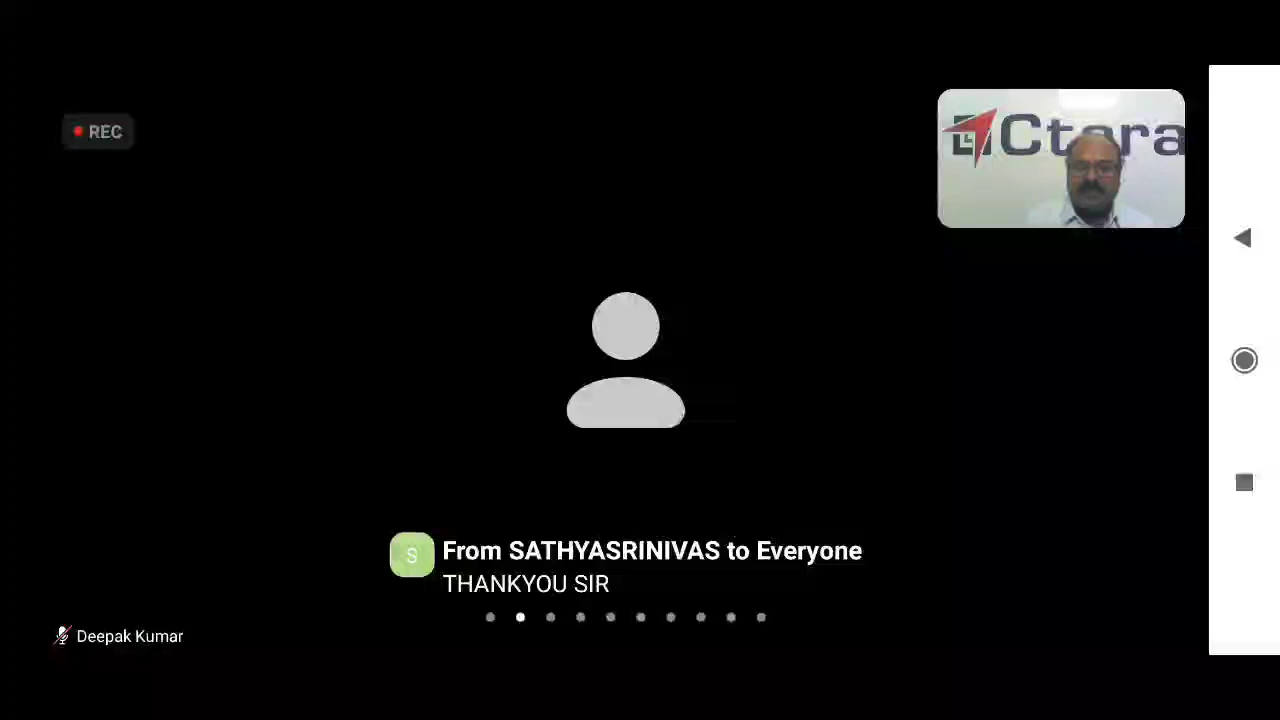 REC
Ctara
S
From SATHYASRINIVAS to Everyone
THANKYOU SIR
Deepak Kumar